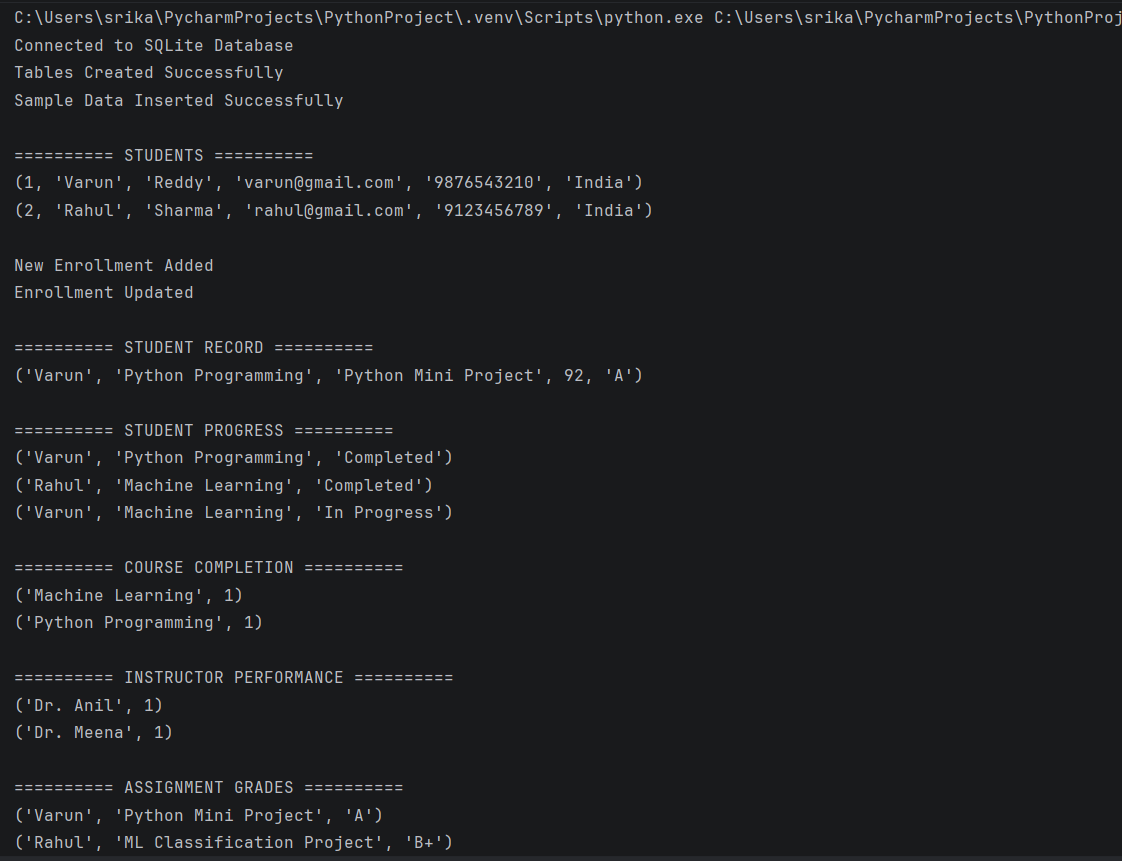 C:\Users\srika\PycharmProjects\PythonProject\.venv\Scripts\python.exe C:\Users\srika\PycharmProjects\PythonProj
Connected to SQLite Database
Tables Created Successfully
Sample Data Inserted Successfully
========== STUDENTS ==========
(1, 'Varun', 'Reddy', 'varun@gmail.com', '9876543210', 'India')
(2, 'Rahul', 'Sharma', 'rahul@gmail.com', '9123456789', 'India')
New Enrollment Added
Enrollment Updated
========== STUDENT RECORD ==========
('Varun', 'Python Programming', 'Python Mini Project', 92, 'A')
========== STUDENT PROGRESS ==========
('Varun', 'Python Programming', 'Completed')
('Rahul', 'Machine Learning', 'Completed')
('Varun', 'Machine Learning', 'In Progress')
========== COURSE COMPLETION ==========
('Machine Learning', 1)
('Python Programming', 1)
========== INSTRUCTOR PERFORMANCE ==========
('Dr. Anil', 1)
('Dr. Meena', 1)
========== ASSIGNMENT GRADES ==========
('Varun', 'Python Mini Project', 'A')
('Rahul', 'ML Classification Project', 'B+')